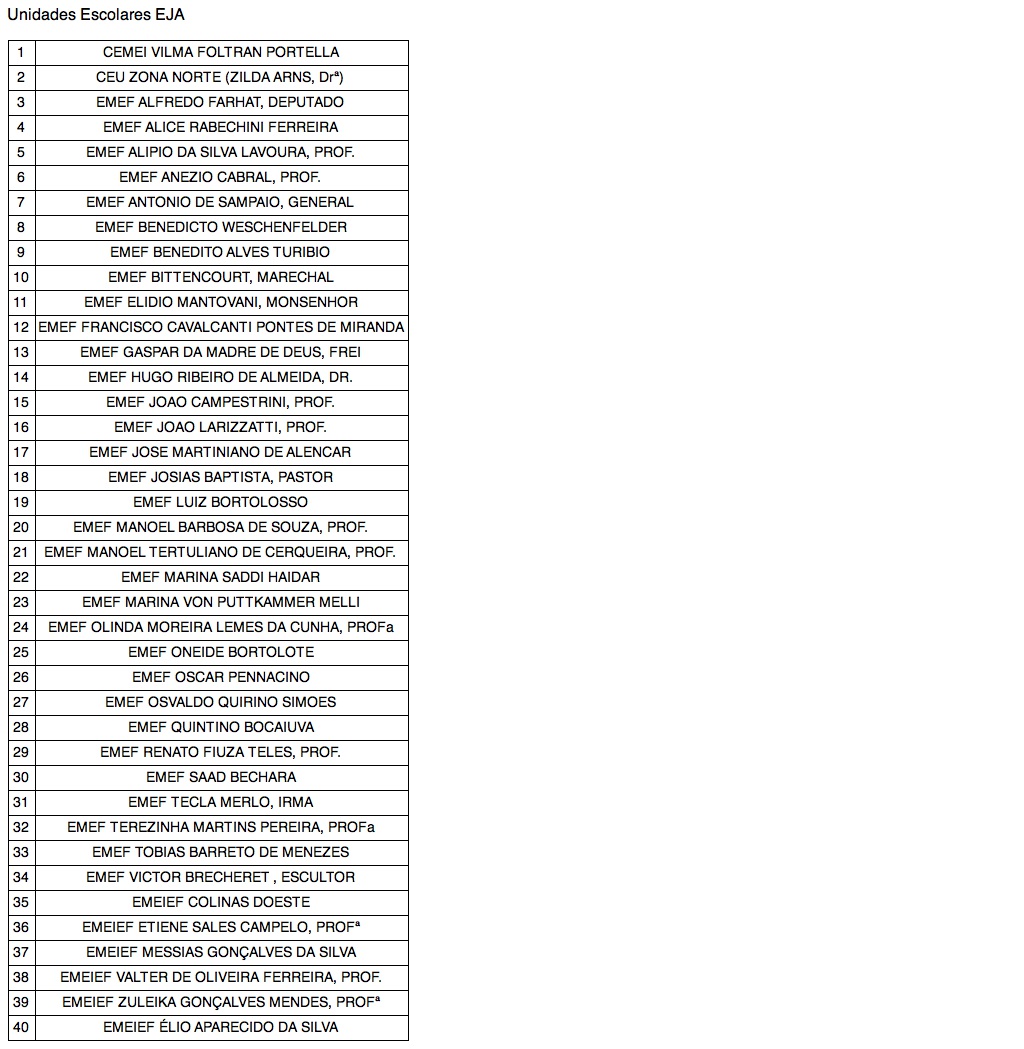 Unidades Escolares EJA
1 CEMEI VILMA FOLTRAN PORTELLA
2 CEU ZONA NORTE (ZILDA ARNS, Drª)
3 EMEF ALFREDO FARHAT, DEPUTADO
4 EMEF ALICE RABECHINI FERREIRA
5 EMEF ALIPIO DA SILVA LAVOURA, PROF.
6 EMEF ANEZIO CABRAL, PROF.
7 EMEF ANTONIO DE SAMPAIO, GENERAL
8 EMEF BENEDICTO WESCHENFELDER
9 EMEF BENEDITO ALVES TURIBIO
10 EMEF BITTENCOURT, MARECHAL
11 EMEF ELIDIO MANTOVANI, MONSENHOR
12 EMEF FRANCISCO CAVALCANTI PONTES DE MIRANDA
13 EMEF GASPAR DA MADRE DE DEUS, FREI
14 EMEF HUGO RIBEIRO DE ALMEIDA, DR.
15 EMEF JOAO CAMPESTRINI, PROF.
16 EMEF JOAO LARIZZATTI, PROF.
17 EMEF JOSE MARTINIANO DE ALENCAR
18 EMEF JOSIAS BAPTISTA, PASTOR
19 EMEF LUIZ BORTOLOSSO
20 EMEF MANOEL BARBOSA DE SOUZA, PROF.
21 EMEF MANOEL TERTULIANO DE CERQUEIRA, PROF.
22 EMEF MARINA SADDI HAIDAR
23 EMEF MARINA VON PUTTKAMMER MELLI
24 EMEF OLINDA MOREIRA LEMES DA CUNHA, PROFa
25 EMEF ONEIDE BORTOLOTE
26 EMEF OSCAR PENNACINO
27 EMEF OSVALDO QUIRINO SIMOES
28 EMEF QUINTINO BOCAIUVA
29 EMEF RENATO FIUZA TELES, PROF.
30 EMEF SAAD BECHARA
31 EMEF TECLA MERLO, IRMA
32 EMEF TEREZINHA MARTINS PEREIRA, PROFa
33 EMEF TOBIAS BARRETO DE MENEZES
34 EMEF VICTOR BRECHERET , ESCULTOR
35 EMEIEF COLINAS DOESTE
36 EMEIEF ETIENE SALES CAMPELO, PROFª
37 EMEIEF MESSIAS GONÇALVES DA SILVA
38 EMEIEF VALTER DE OLIVEIRA FERREIRA, PROF.
39 EMEIEF ZULEIKA GONÇALVES MENDES, PROFª
40 EMEIEF ÉLIO APARECIDO DA SILVA